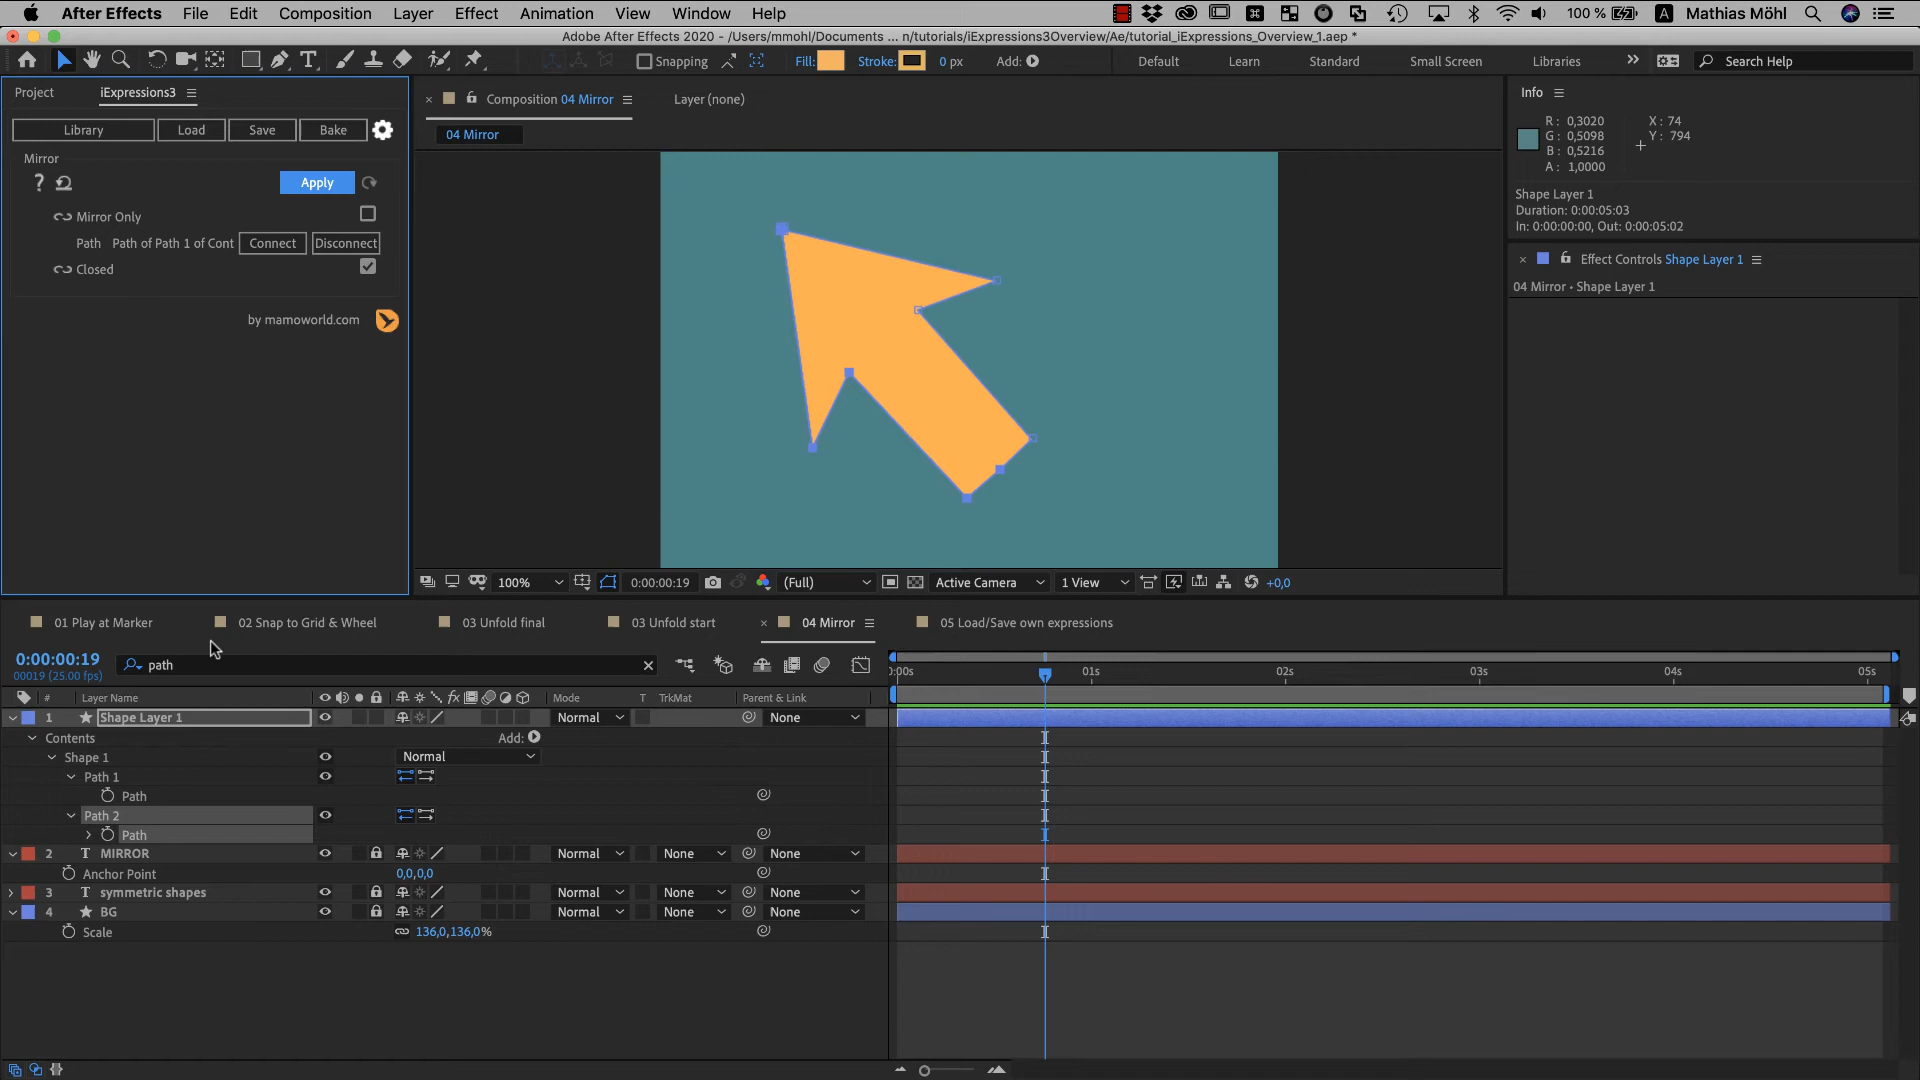 After Effects File Edit Composition Layer Effect Animation View Window Help 100 % A Mathias Möhl
Adobe After Effects 2020 - /Users/mmohl/Documents ... n/tutorials/iExpressions3Overview/Ae/tutorial_iExpressions_Overview_1.aep *
Snapping Fill: Stroke: 0 px Add: Default Learn Standard Small Screen Libraries Search Help
Project iExpressions3
Composition 04 Mirror Layer (none)
Info
Library Load Save Bake
04 Mirror
R: 0,3020 X: 74
G: 0,5098 Y: 794
B: 0,5216
A: 1,0000
Mirror
? Apply
Shape Layer 1
Duration: 0:00:05:03
In: 0:00:00:00, Out: 0:00:05:02
Mirror Only
Path Path of Path 1 of Cont Connect Disconnect
Closed
Effect Controls Shape Layer 1
04 Mirror • Shape Layer 1
by mamoworld.com
100% 0:00:00:19 (Full) Active Camera 1 View +0,0
01 Play at Marker 02 Snap to Grid & Wheel 03 Unfold final 03 Unfold start 04 Mirror 05 Load/Save own expressions
0:00:00:19
00019 (25.00 fps)
path
0:00s 01s 02s 03s 04s 05s
# Layer Name fx Mode T TrkMat Parent & Link
1 Shape Layer 1 Normal None
Contents Add:
Shape 1 Normal
Path 1
Path
Path 2
Path
2 T MIRROR Normal None None
Anchor Point 0,0,0,0
3 T symmetric shapes Normal None None
4 BG Normal None None
Scale 136,0,136,0%